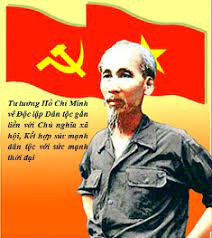 Tư tưởng Hồ Chí Minh
về Độc lập Dân tộc gắn
liền với Chủ nghĩa xã
hội, Kết hợp sức mạnh
dân tộc với sức mạnh
thời đại